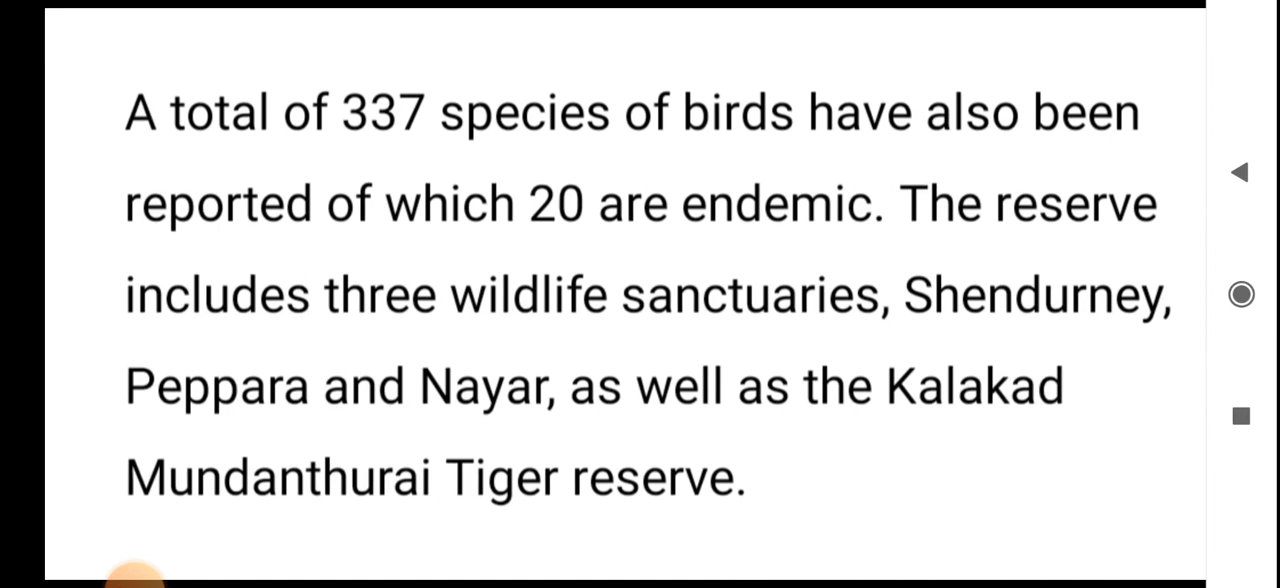 A total of 337 species of birds have also been
reported of which 20 are endemic. The reserve
includes three wildlife sanctuaries, Shendurney,
Peppara and Nayar, as well as the Kalakad
Mundanthurai Tiger reserve.